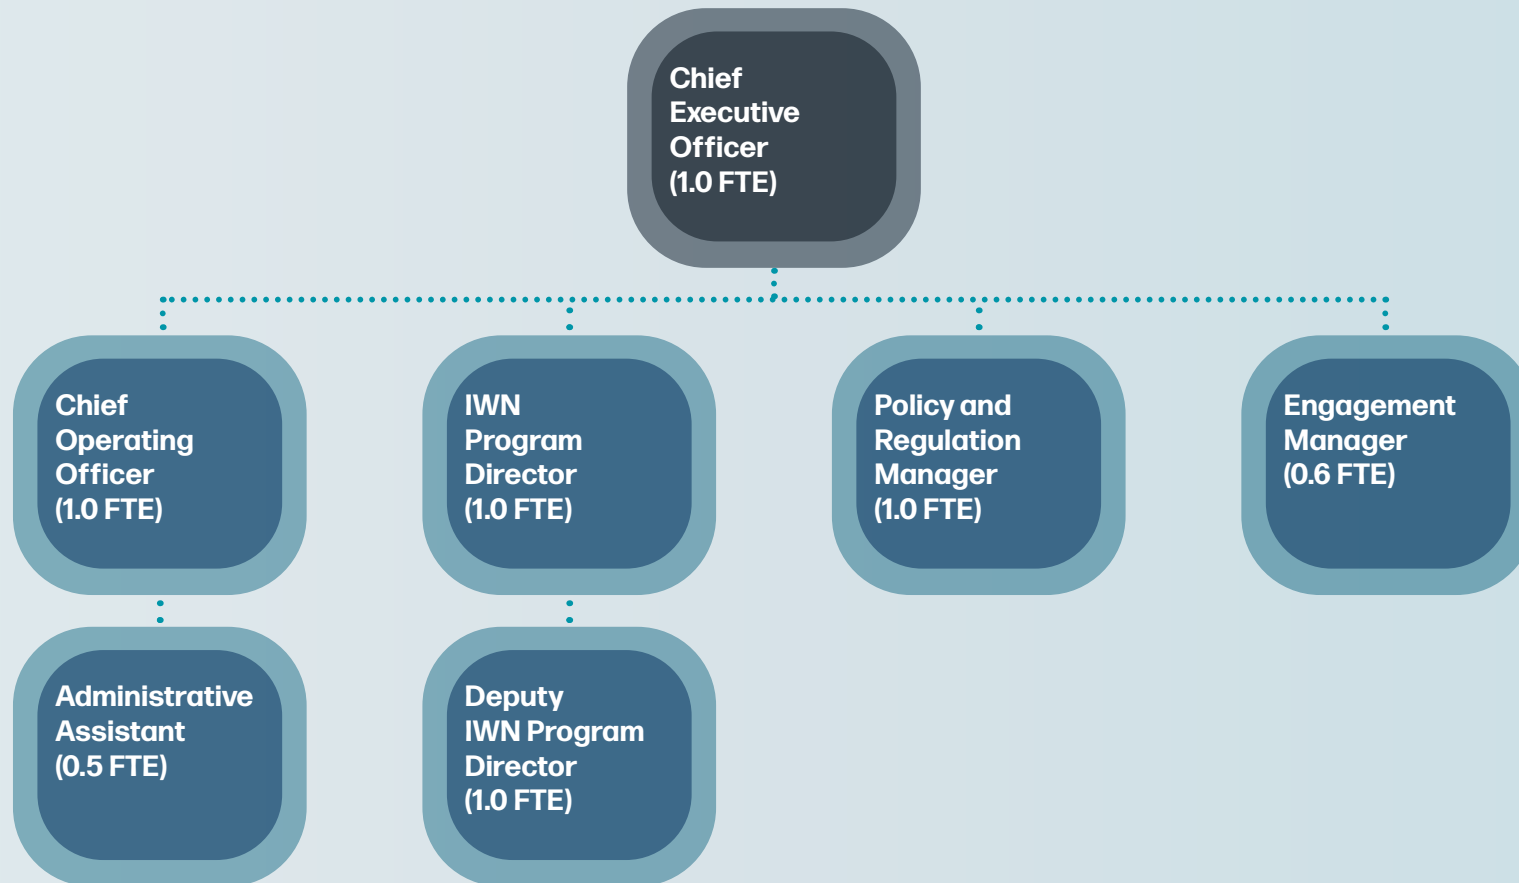 Chief
Executive
Officer
(1.0 FTE)
Chief
Operating
Officer
(1.0 FTE)
IWN
Program
Director
(1.0 FTE)
Policy and
Regulation
Manager
(1.0 FTE)
Engagement
Manager
(0.6 FTE)
Administrative
Assistant
(0.5 FTE)
Deputy
IWN Program
Director
(1.0 FTE)